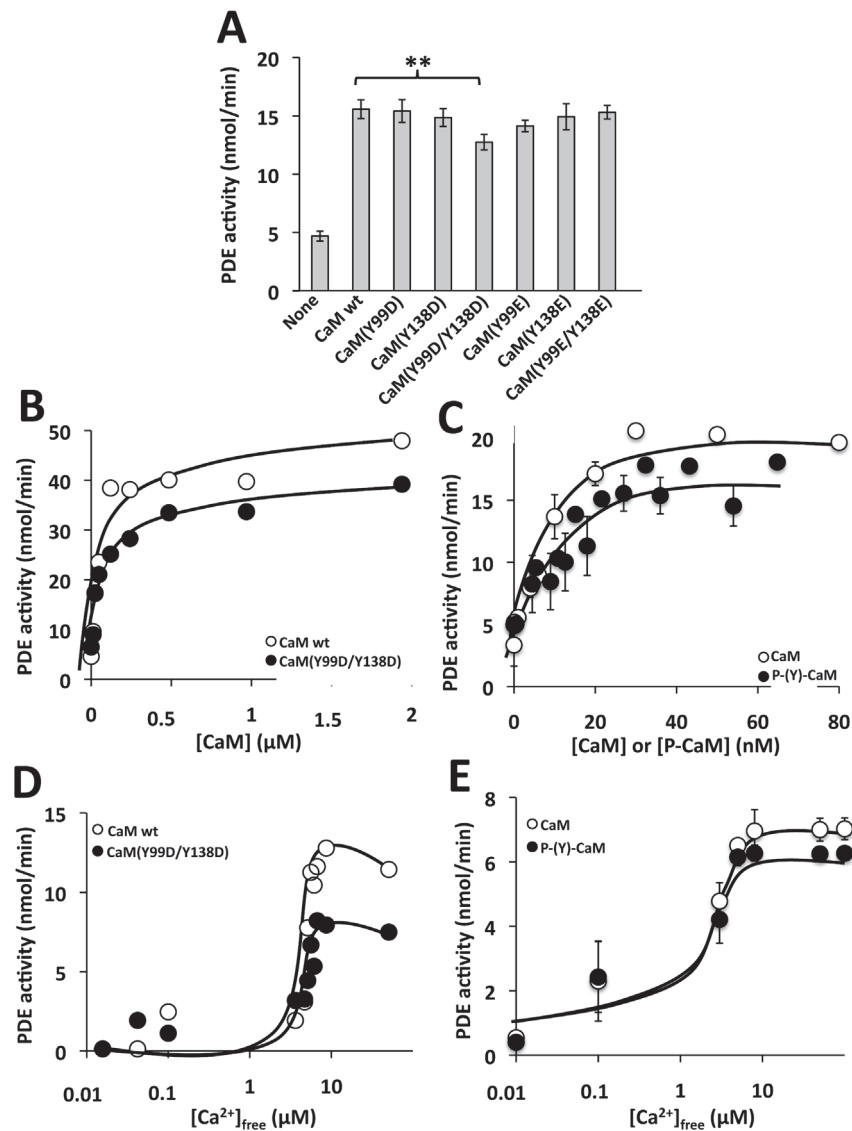 A
**
PDE activity (nmol/min)
20
15
10
5
0
None
CaM wt
CaM(Y99D)
CaM(Y138D)
CaM(Y99D/Y138D)
CaM(Y99E)
CaM(Y138E)
CaM(Y99E/Y138E)
B
PDE activity (nmol/min)
50
40
30
20
10
0
CaM wt
CaM(Y99D/Y138D)
0 0.5 1 1.5 2
[CaM] (μM)
C
PDE activity (nmol/min)
20
15
10
5
0
CaM
P-(Y)-CaM
0 20 40 60 80
[CaM] or [P-CaM] (nM)
D
PDE activity (nmol/min)
15
10
5
0
CaM wt
CaM(Y99D/Y138D)
0.01 0.1 1 10
[Ca²⁺]free (μM)
E
PDE activity (nmol/min)
8
6
4
2
0
CaM
P-(Y)-CaM
0.01 0.1 1 10
[Ca²⁺]free (μM)